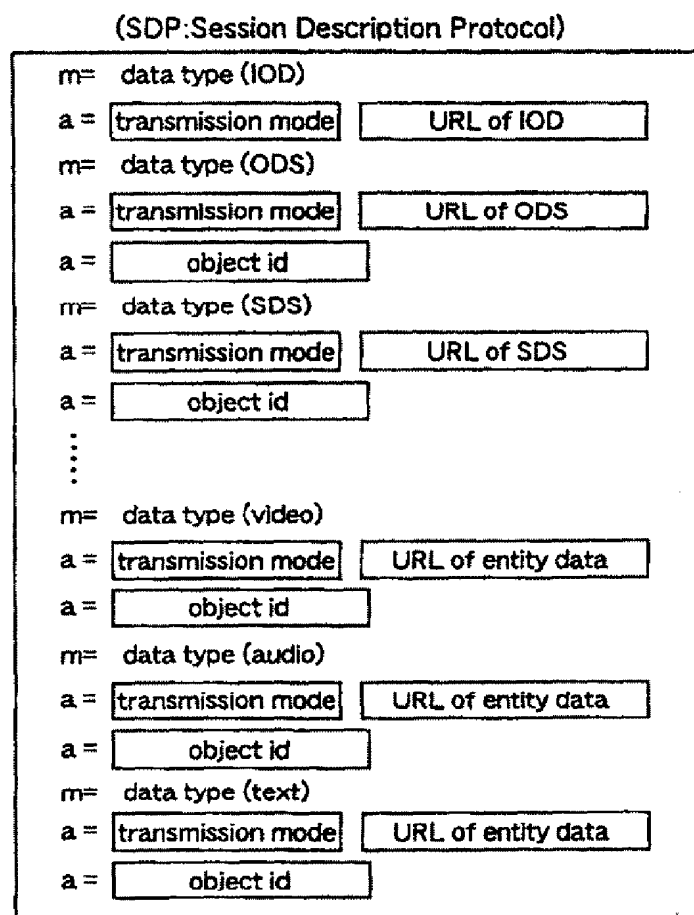 (SDP:Session Description Protocol)
m= data type (IOD)
a = transmission mode URL of IOD
m= data type (ODS)
a = transmission mode URL of ODS
a = object id
m= data type (SDS)
a = transmission mode URL of SDS
a = object id
m= data type (video)
a = transmission mode URL of entity data
a = object id
m= data type (audio)
a = transmission mode URL of entity data
a = object id
m= data type (text)
a = transmission mode URL of entity data
a = object id